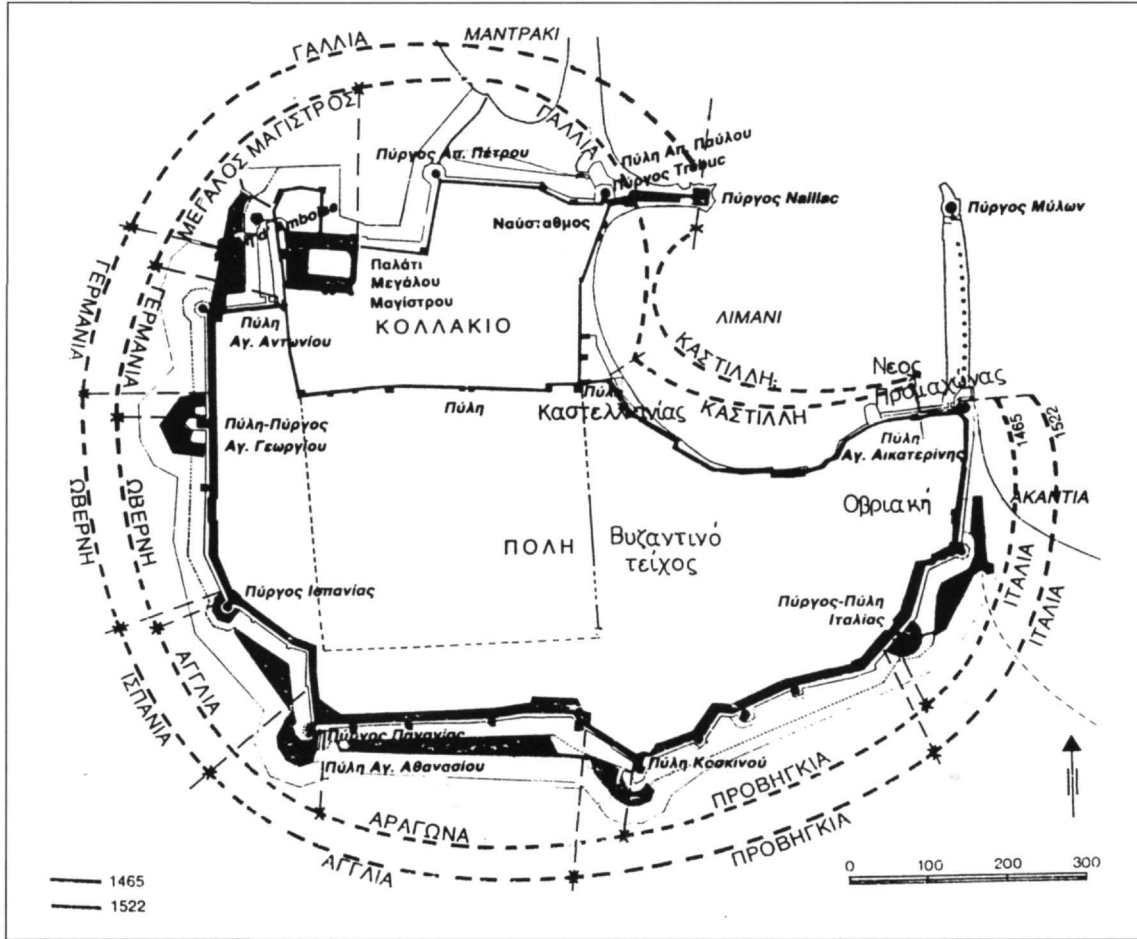 ΓΑΛΛΙΑ
ΜΑΝΤΡΑΚΙ
ΜΕΓΑΛΟΣ ΜΑΓΙΣΤΡΟΣ
ΓΑΛΛΙΑ
Πύργος Απ. Πέτρου
Πύλη Απ. Παύλου
Πύργος Trebuc
Πύργος Naillac
Πύργος Μύλων
Ναύσταθμος
Παλάτι
Μεγάλου
Μαγίστρου
ΚΟΛΛΑΚΙΟ
ΛΙΜΑΝΙ
ΓΕΡΜΑΝΙΑ
ΓΕΡΜΑΝΙΑ
Πύλη
Αγ. Αντωνίου
ΚΑΣΤΙΛΛΗ
ΚΑΣΤΙΛΛΗ
Νεος
Προμαχώνας
Πύλη
Πύλη
Καστελλανίας
Πύλη-Πύργος
Αγ. Γεωργίου
Πύλη
Αγ. Αικατερίνης
1465
1522
ΑΚΑΝΤΙΑ
Οβριακή
ΩΒΕΡΝΗ
ΩΒΕΡΝΗ
ΠΟΛΗ
Βυζαντινό
τείχος
Πύργος Ισπανίας
Πύργος-Πύλη
Ιταλίας
ΙΤΑΛΙΑ
ΙΤΑΛΙΑ
ΑΓΓΛΙΑ
ΙΣΠΑΝΙΑ
Πύργος Παναγίας
Πύλη Αγ. Αθανασίου
Πύλη Κοσκινού
ΑΡΑΓΩΝΑ
ΑΓΓΛΙΑ
ΠΡΟΒΗΓΚΙΑ
ΠΡΟΒΗΓΚΙΑ
0 100 200 300
1465
1522